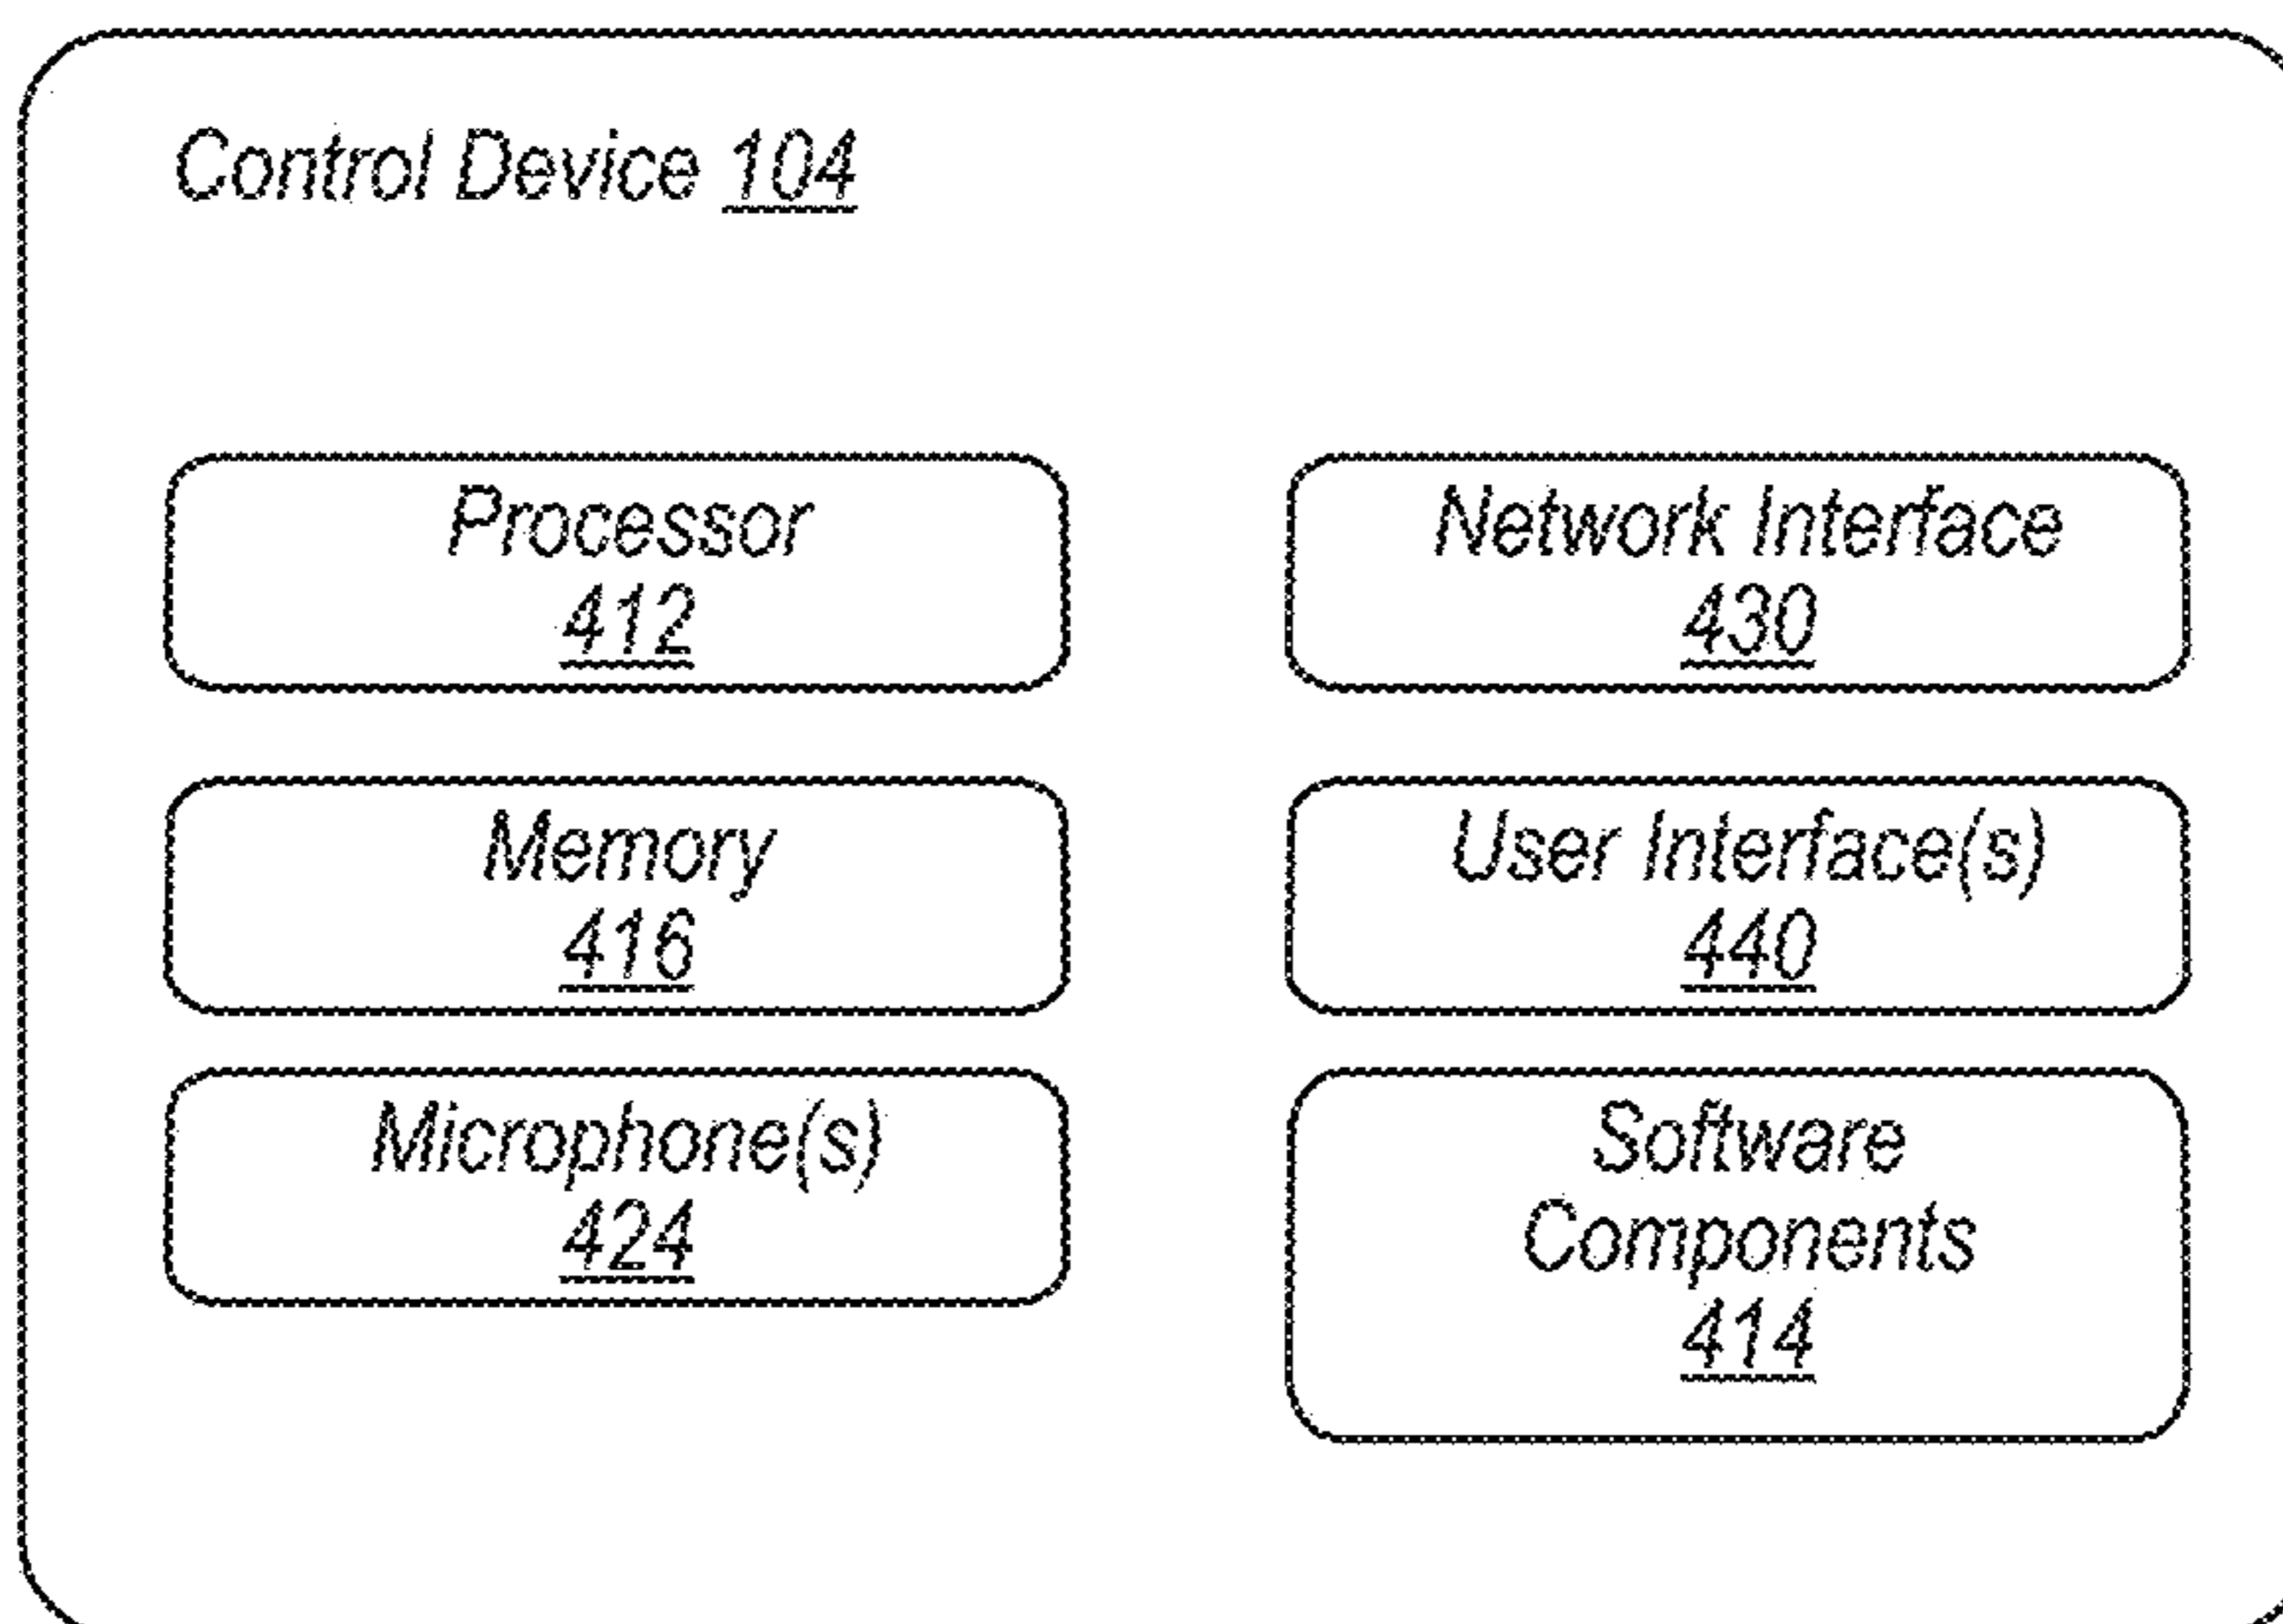 Control Device 104
Processor
412
Network Interface
430
Memory
416
User Interface(s)
440
Microphone(s)
424
Software
Components
414